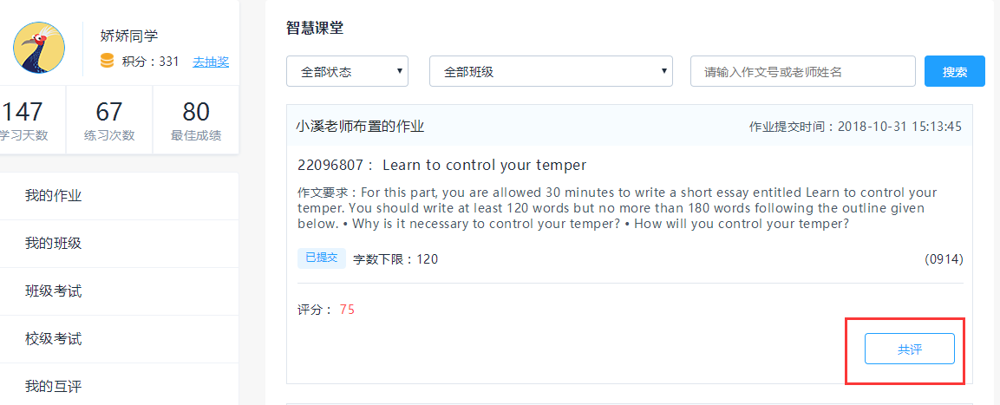 娇娇同学
积分：331 去抽奖
147 67 80
学习天数 练习次数 最佳成绩
我的作业
我的班级
班级考试
校级考试
我的互评
智慧课堂
全部状态 全部班级 请输入作文号或老师姓名 搜索
小溪老师布置的作业 作业提交时间：2018-10-31 15:13:45
22096807： Learn to control your temper
作文要求：For this part, you are allowed 30 minutes to write a short essay entitled Learn to control your
temper. You should write at least 120 words but no more than 180 words following the outline given
below. • Why is it necessary to control your temper? • How will you control your temper?
已提交 字数下限：120 (0914)
评分： 75
共评